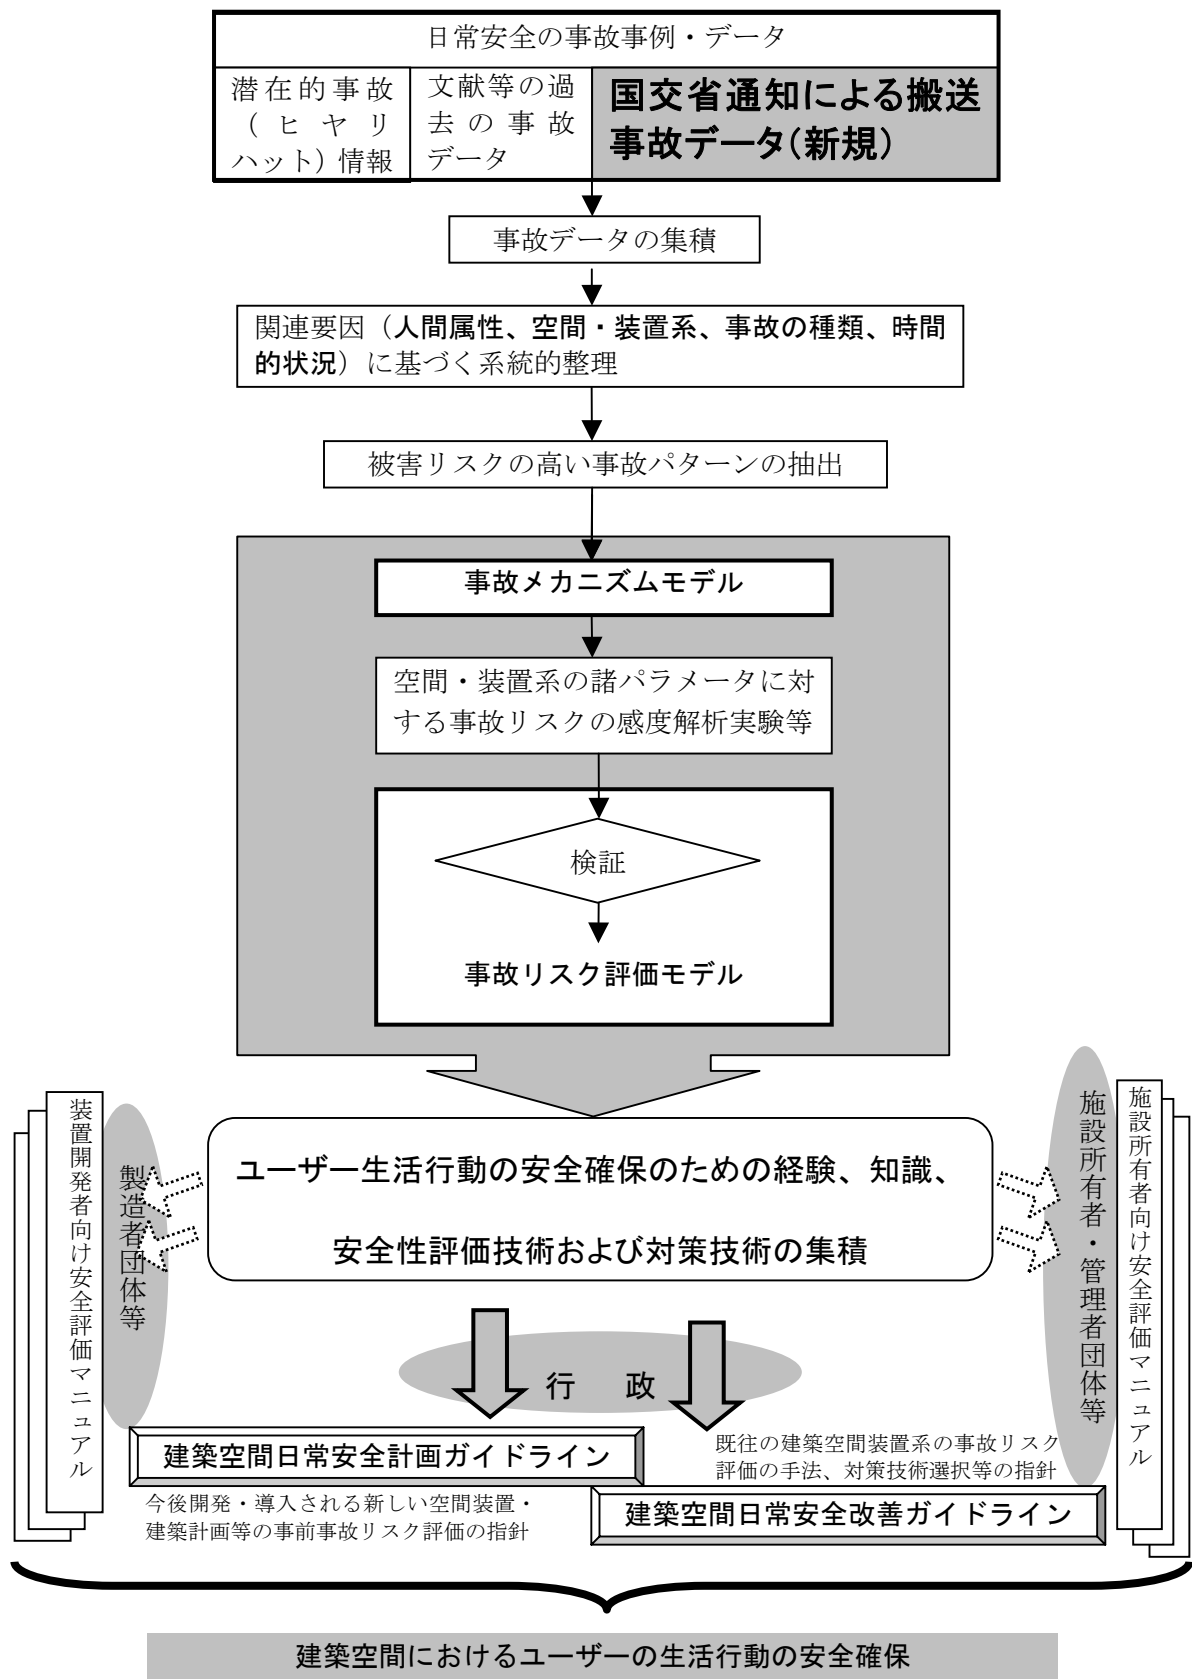 日常安全の事故事例・データ
潜在的事故
（ヒヤリ
ハット）情報
文献等の過
去の事故
データ
国交省通知による搬送
事故データ（新規）
事故データの集積
関連要因（人間属性、空間・装置系、事故の種類、時間
的状況）に基づく系統的整理
被害リスクの高い事故パターンの抽出
事故メカニズムモデル
空間・装置系の諸パラメータに対
する事故リスクの感度解析実験等
検証
事故リスク評価モデル
装置開発者向け安全評価マニュアル
製造者団体等
ユーザー生活行動の安全確保のための経験、知識、
安全性評価技術および対策技術の集積
施設所有者・管理者団体等
施設所有者向け安全評価マニュアル
行　政
建築空間日常安全計画ガイドライン
今後開発・導入される新しい空間装置・
建築計画等の事前事故リスク評価の指針
既往の建築空間装置系の事故リスク
評価の手法、対策技術選択等の指針
建築空間日常安全改善ガイドライン
建築空間におけるユーザーの生活行動の安全確保